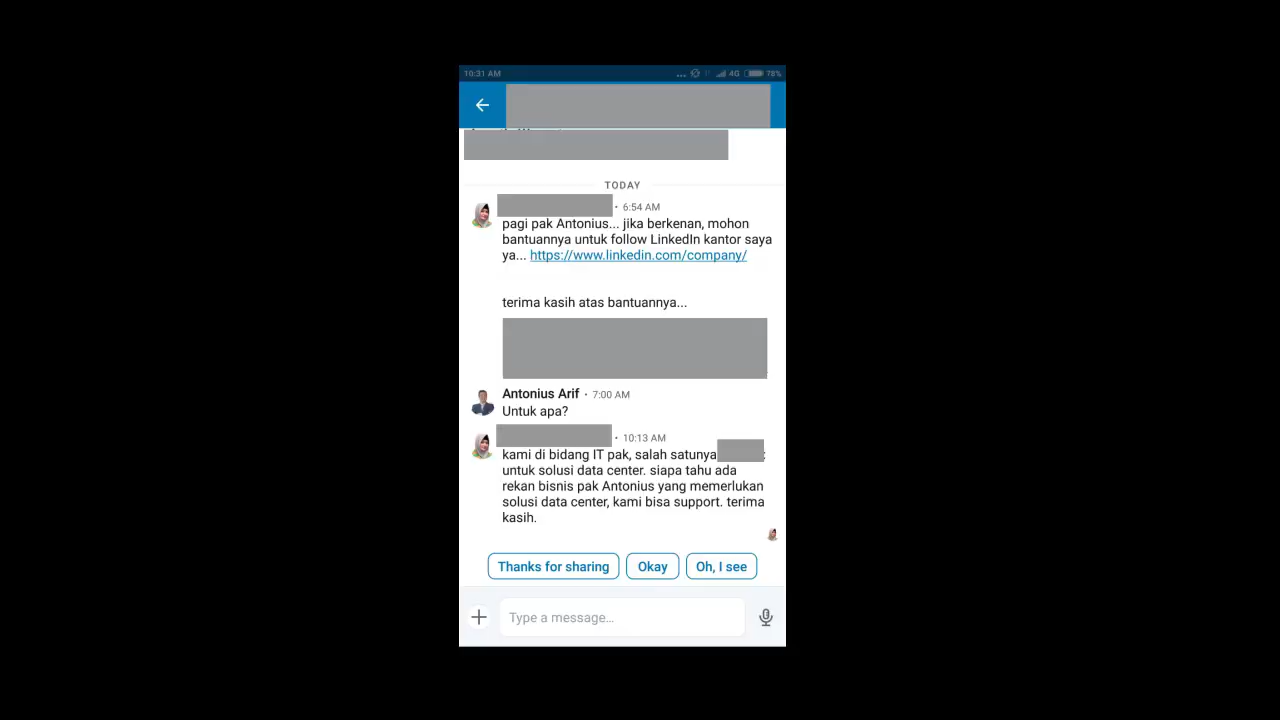 10:31 AM
4G
78%
TODAY
• 6:54 AM
pagi pak Antonius... jika berkenan, mohon
bantuannya untuk follow LinkedIn kantor saya
ya... https://www.linkedin.com/company/
terima kasih atas bantuannya...
Antonius Arif • 7:00 AM
Untuk apa?
• 10:13 AM
kami di bidang IT pak, salah satunya
untuk solusi data center. siapa tahu ada
rekan bisnis pak Antonius yang memerlukan
solusi data center, kami bisa support. terima
kasih.
Thanks for sharing
Okay
Oh, I see
Type a message...